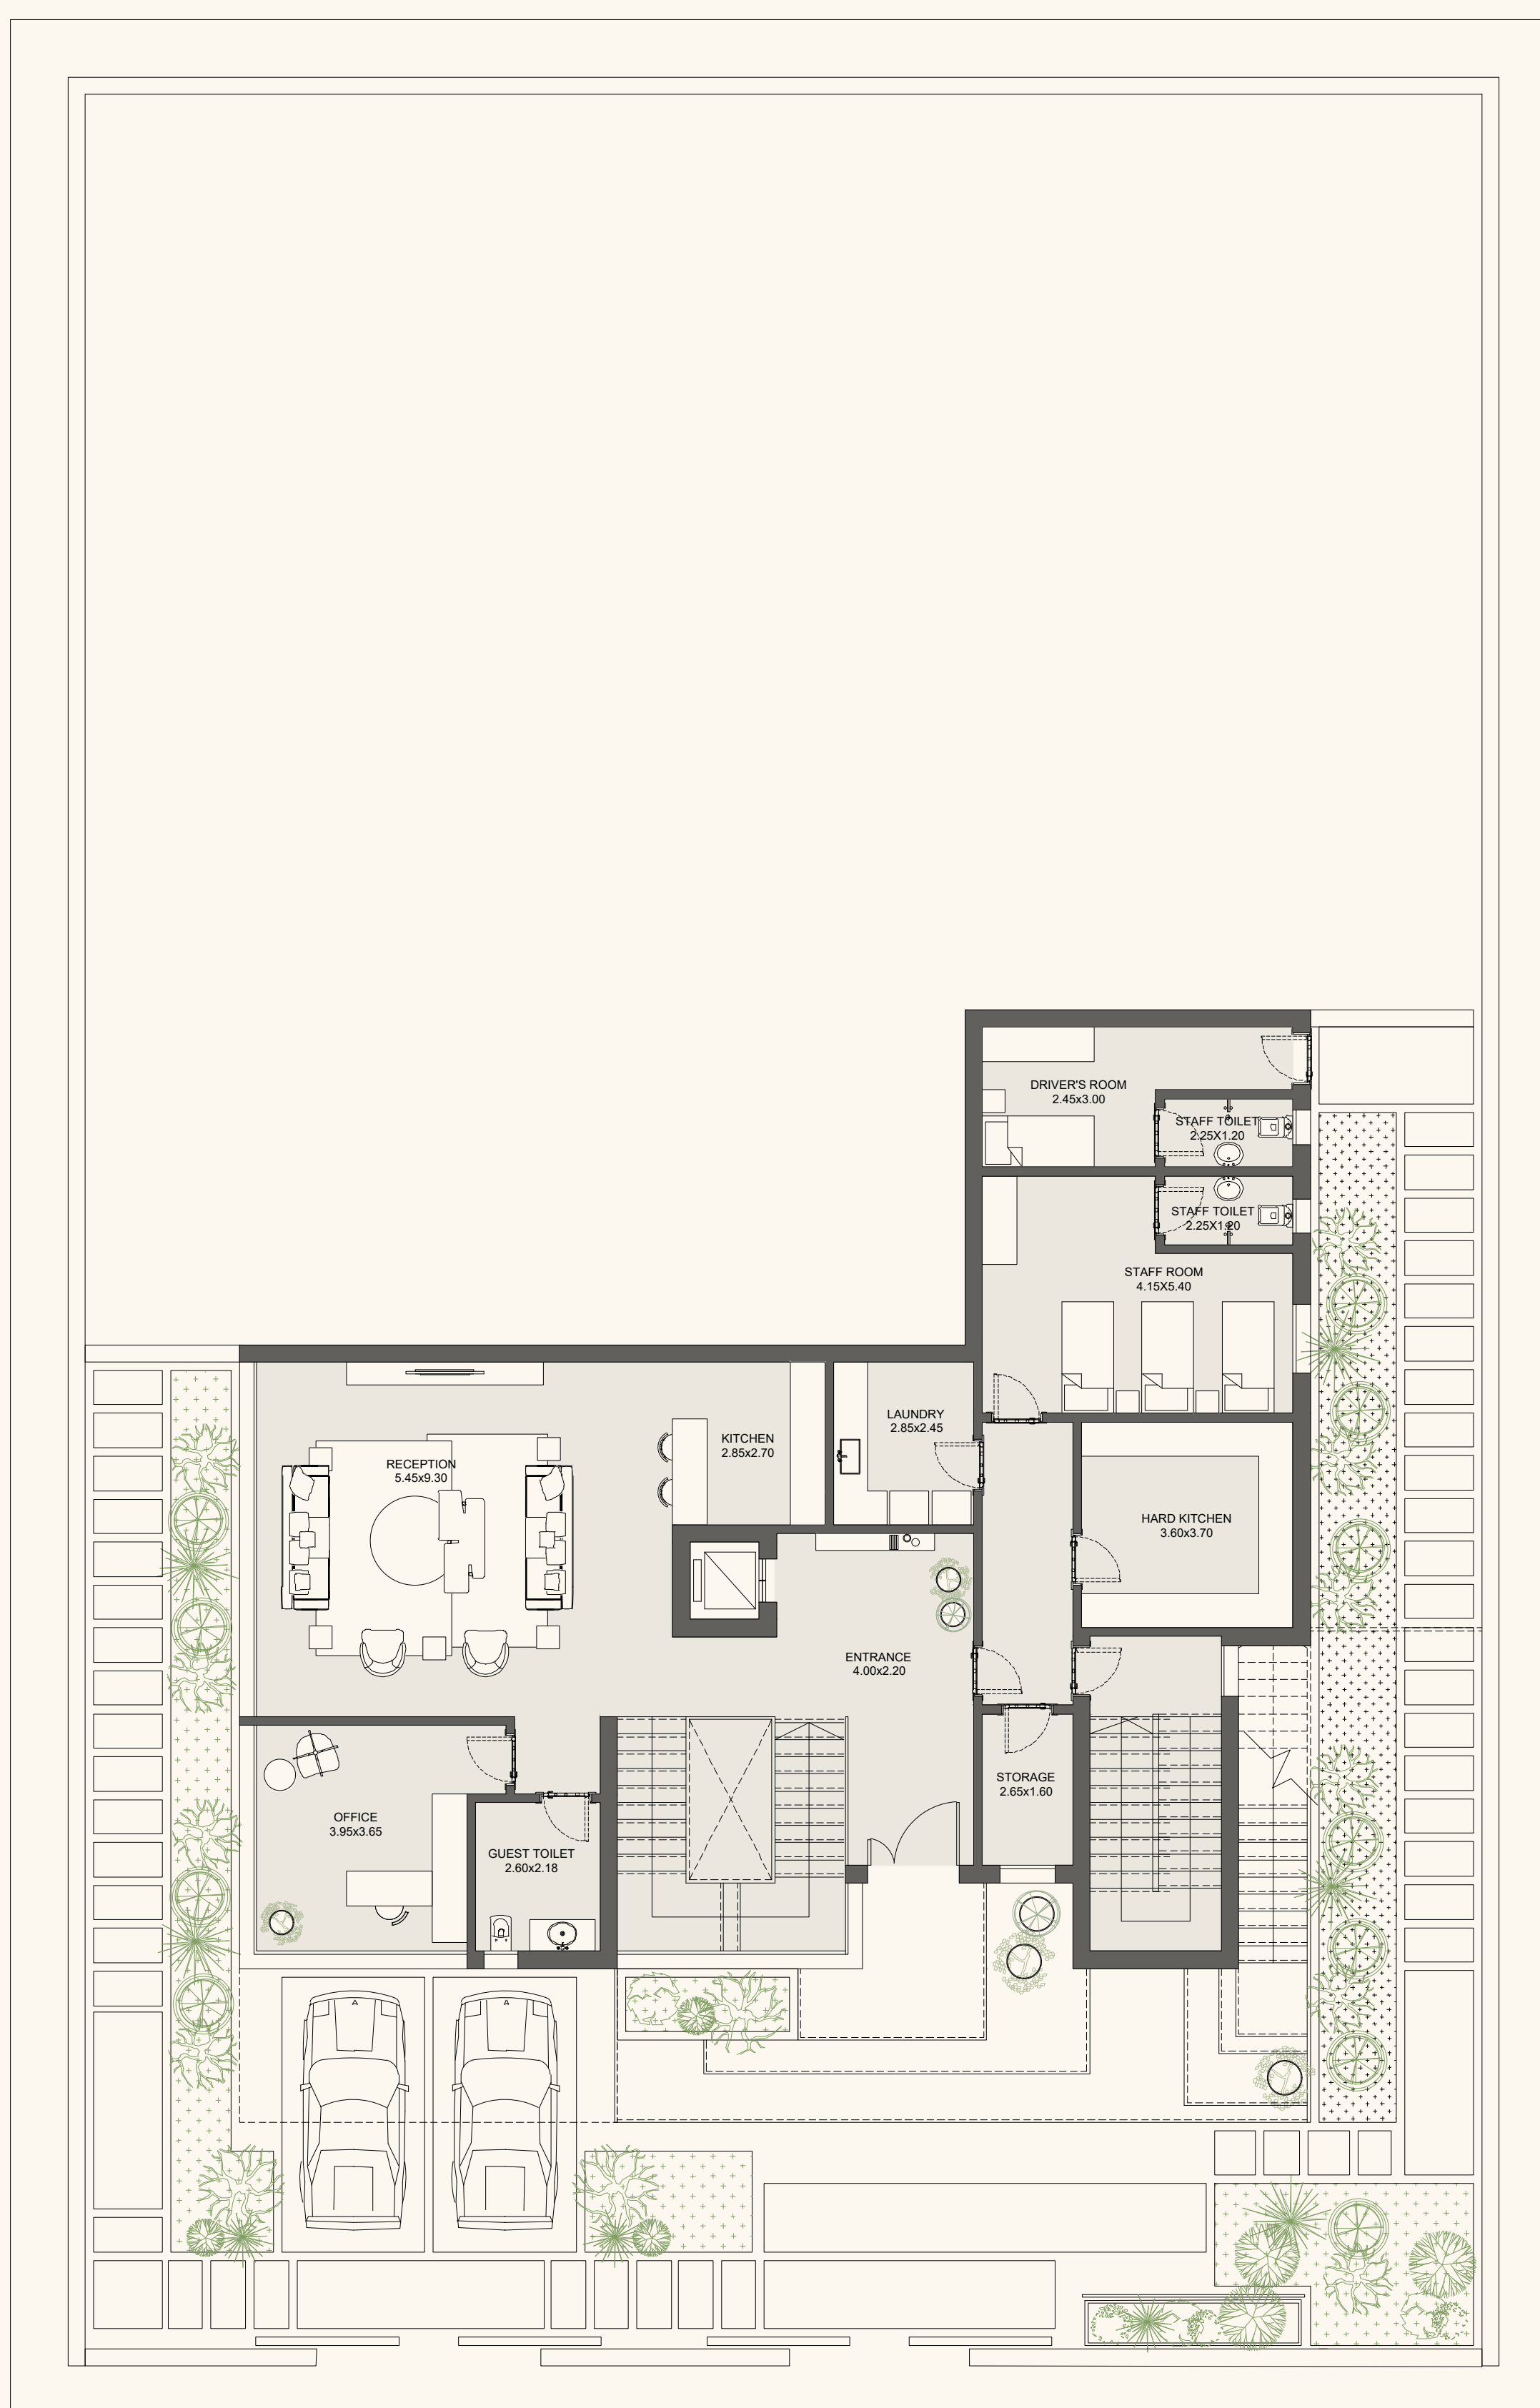 DRIVER'S ROOM
2.45x3.00
STAFF TOILET
2.25X1.20
STAFF TOILET
2.25X1.20
STAFF ROOM
4.15X5.40
LAUNDRY
2.85x2.45
KITCHEN
2.85x2.70
RECEPTION
5.45x9.30
HARD KITCHEN
3.60x3.70
ENTRANCE
4.00x2.20
STORAGE
2.65x1.60
OFFICE
3.95x3.65
GUEST TOILET
2.60x2.18